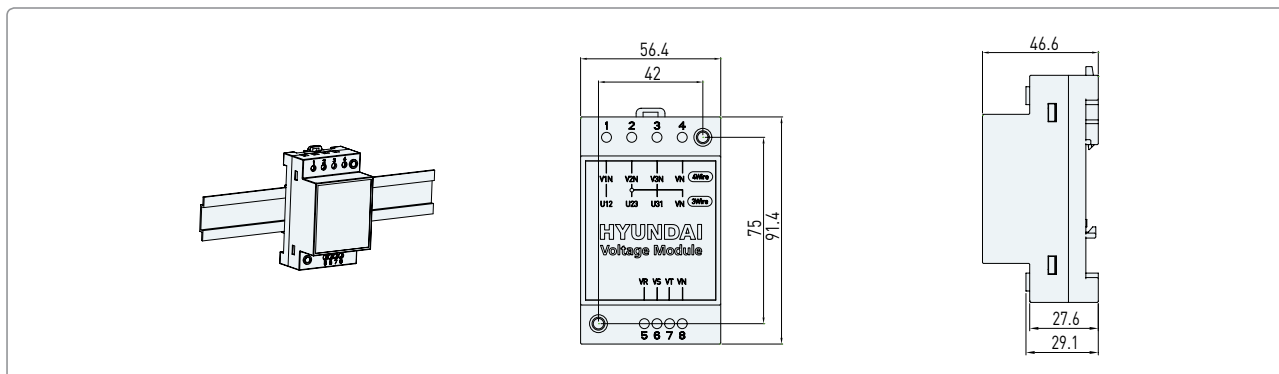 56.4
42
46.6
1 2 3 4
V1N V2N V3N VN 4Wire
U12 U23 U31 VN 3Wire
HYUNDAI
Voltage Module
75
91.4
VR VS VT VN
5 6 7 8
27.6
29.1